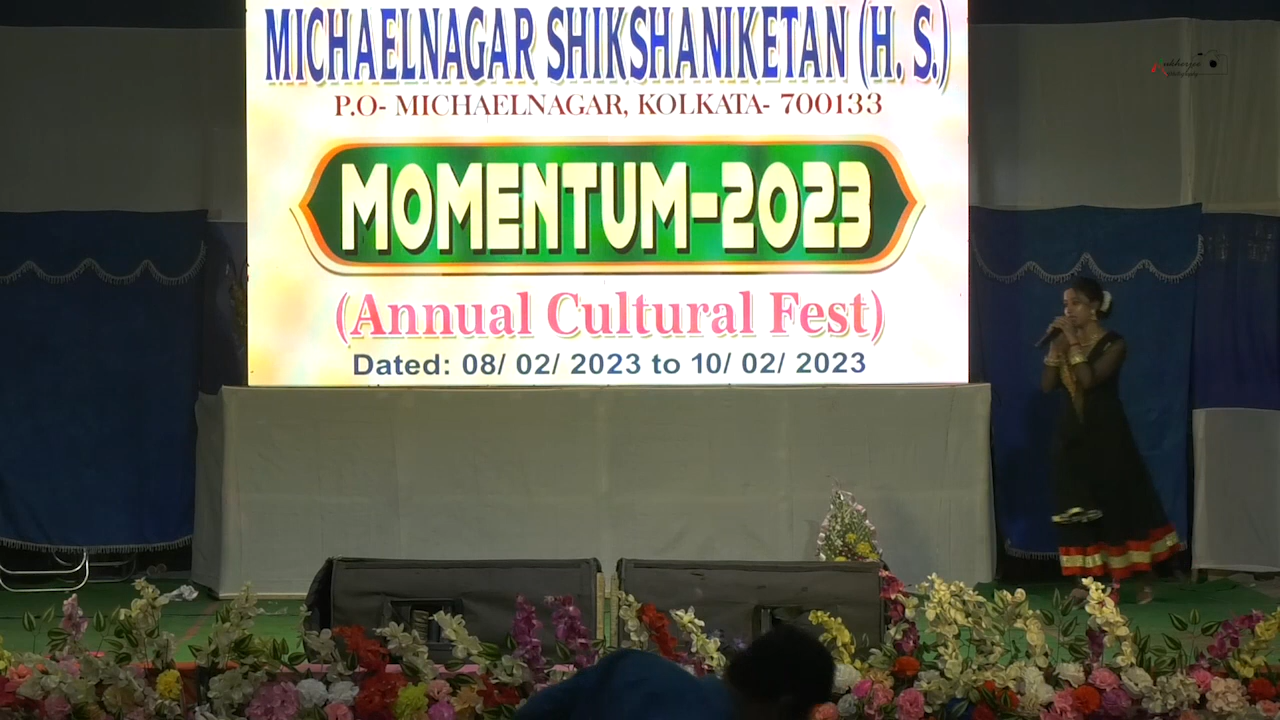 MICHAELNAGAR SHIKSHANIKETAN (H. S.)
P.O- MICHAELNAGAR, KOLKATA- 700133
MOMENTUM-2023
(Annual Cultural Fest)
Dated: 08/ 02/ 2023 to 10/ 02/ 2023